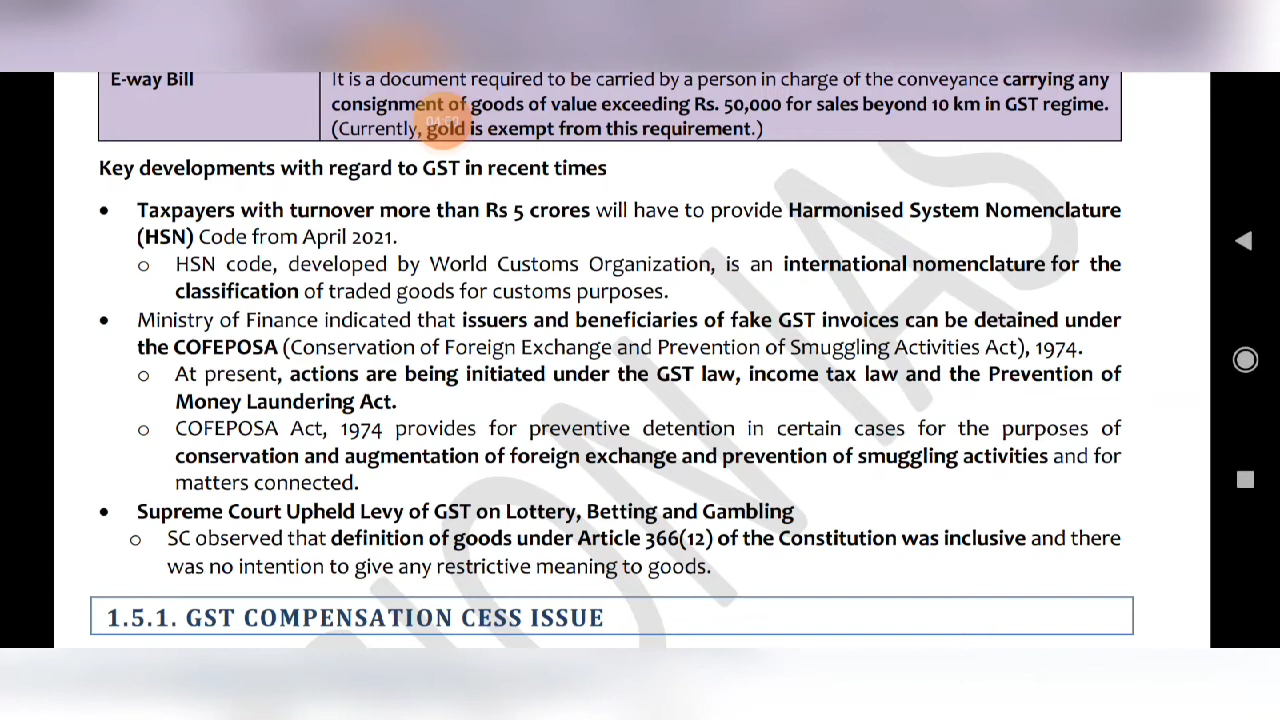 E-way Bill
It is a document required to be carried by a person in charge of the conveyance carrying any
consignment of goods of value exceeding Rs. 50,000 for sales beyond 10 km in GST regime.
(Currently, gold is exempt from this requirement.)
Key developments with regard to GST in recent times
• Taxpayers with turnover more than Rs 5 crores will have to provide Harmonised System Nomenclature
(HSN) Code from April 2021.
o HSN code, developed by World Customs Organization, is an international nomenclature for the
classification of traded goods for customs purposes.
• Ministry of Finance indicated that issuers and beneficiaries of fake GST invoices can be detained under
the COFEPOSA (Conservation of Foreign Exchange and Prevention of Smuggling Activities Act), 1974.
o At present, actions are being initiated under the GST law, income tax law and the Prevention of
Money Laundering Act.
o COFEPOSA Act, 1974 provides for preventive detention in certain cases for the purposes of
conservation and augmentation of foreign exchange and prevention of smuggling activities and for
matters connected.
• Supreme Court Upheld Levy of GST on Lottery, Betting and Gambling
o SC observed that definition of goods under Article 366(12) of the Constitution was inclusive and there
was no intention to give any restrictive meaning to goods.
1.5.1. GST COMPENSATION CESS ISSUE
ION IAS